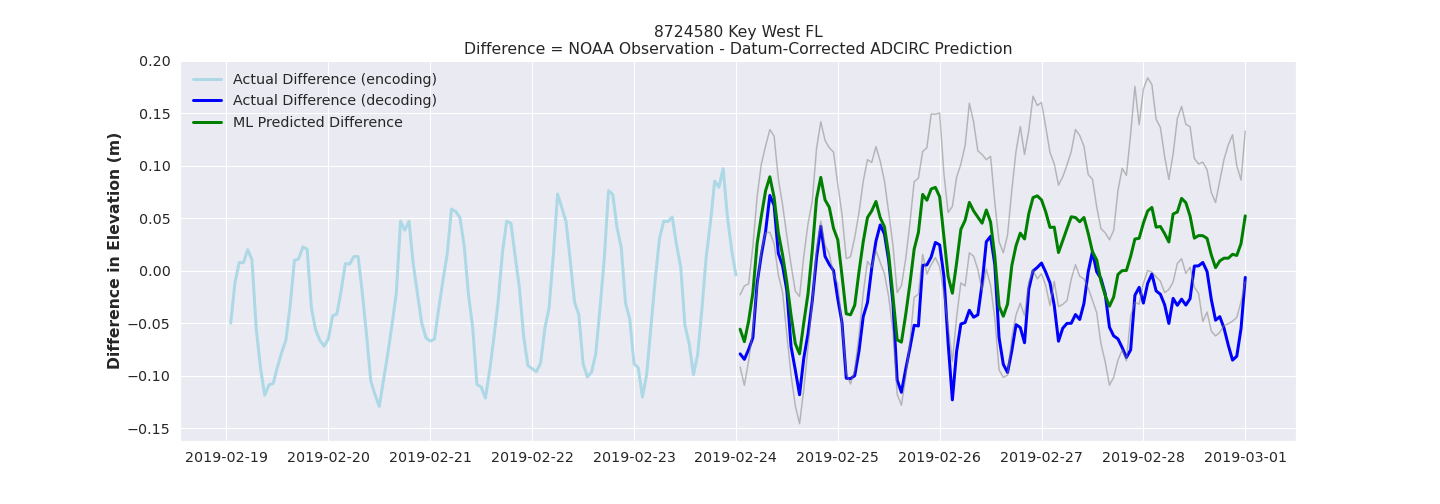 8724580 Key West FL
Difference = NOAA Observation - Datum-Corrected ADCIRC Prediction
Actual Difference (encoding)
Actual Difference (decoding)
ML Predicted Difference
Difference in Elevation (m)
0.20
0.15
0.10
0.05
0.00
−0.05
−0.10
−0.15
2019-02-19 2019-02-20 2019-02-21 2019-02-22 2019-02-23 2019-02-24 2019-02-25 2019-02-26 2019-02-27 2019-02-28 2019-03-01